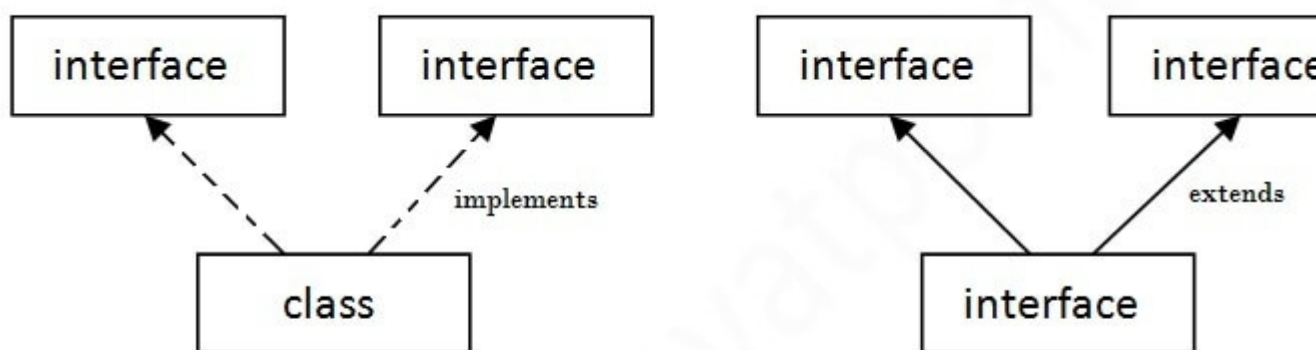 interface interface interface interface
implements extends
class interface